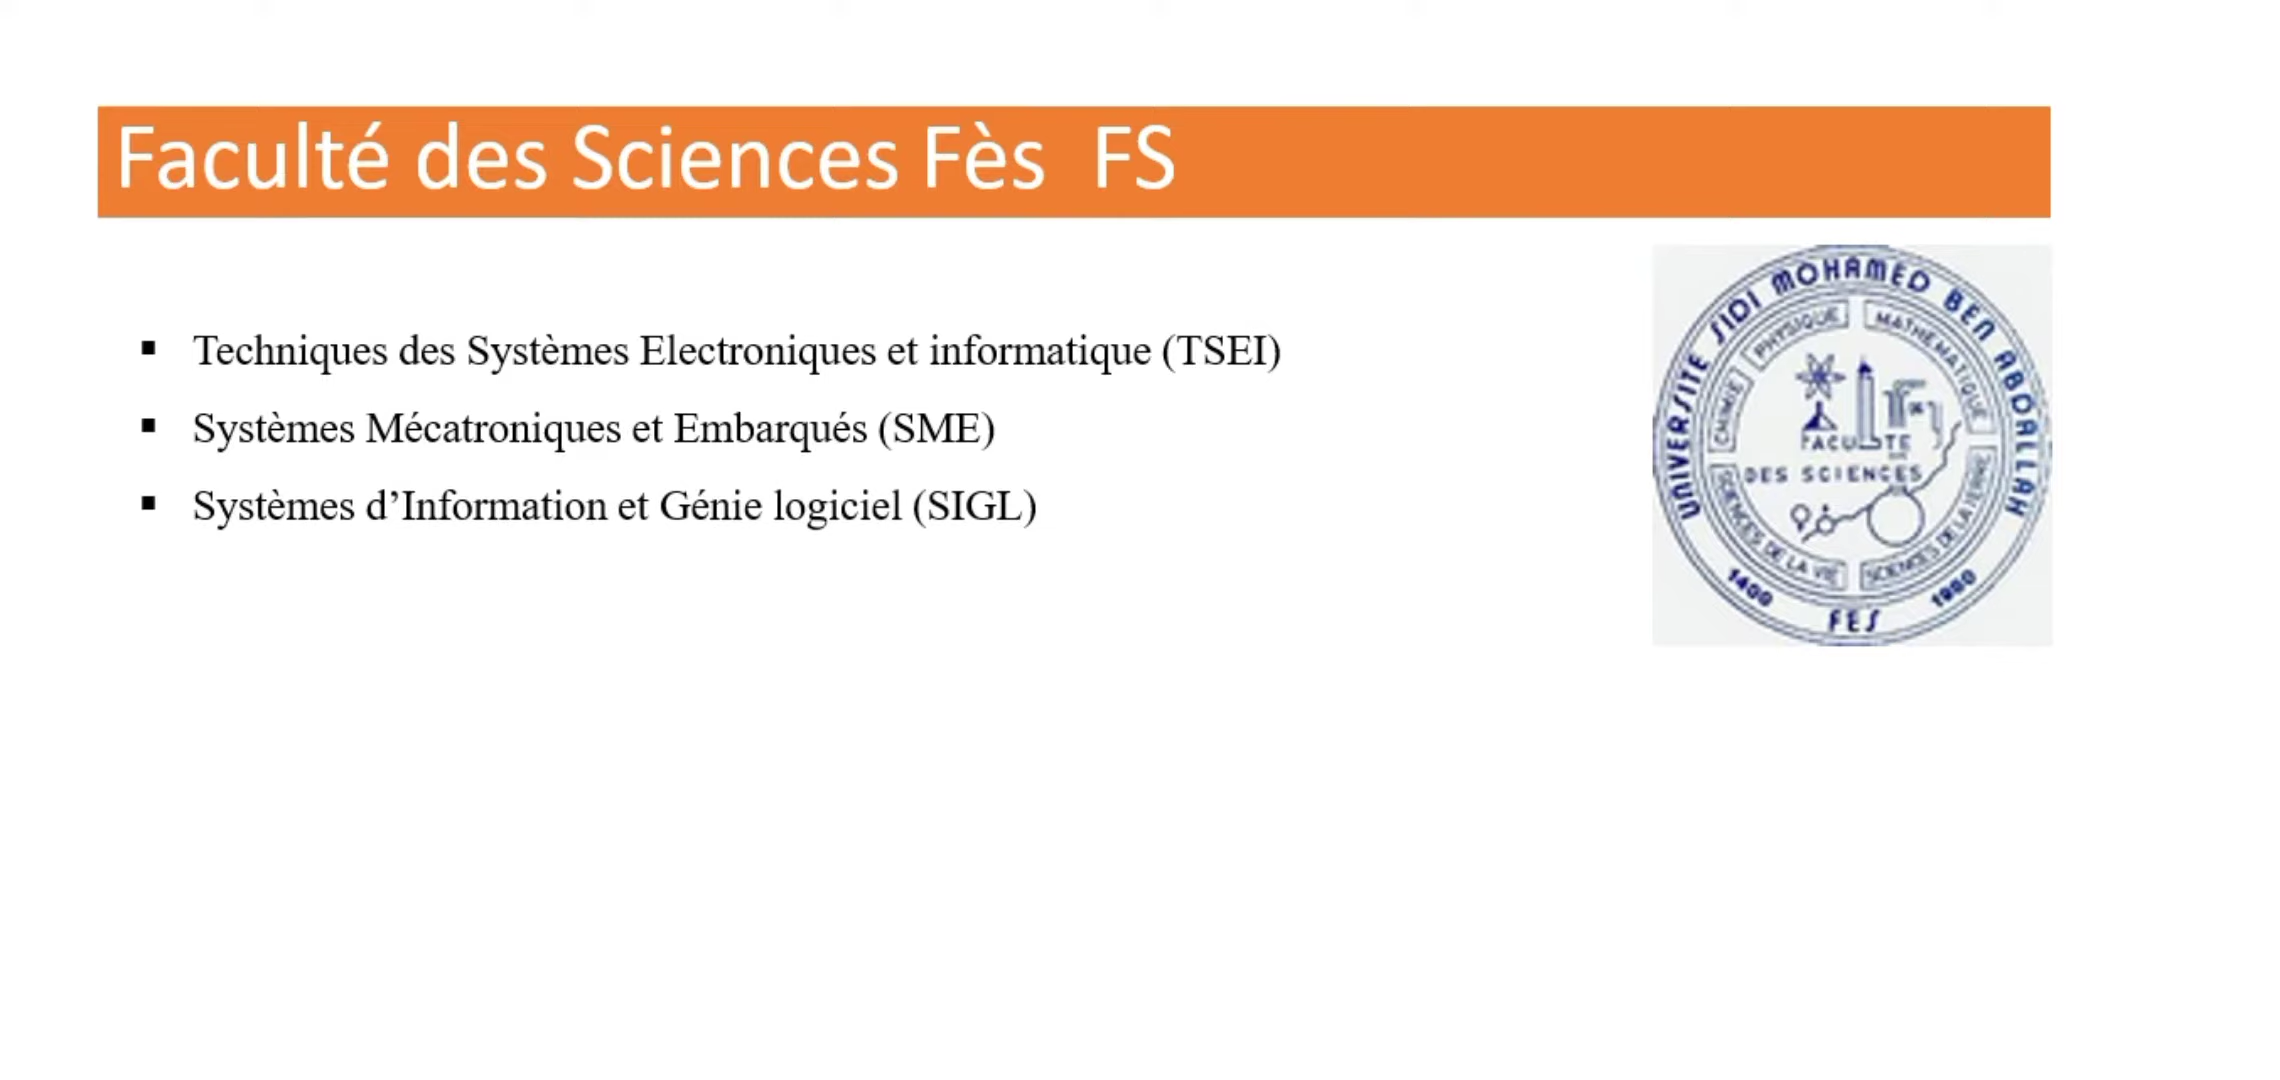 Faculté des Sciences Fès FS
▪ Techniques des Systèmes Electroniques et informatique (TSEI)
▪ Systèmes Mécatroniques et Embarqués (SME)
▪ Systèmes d’Information et Génie logiciel (SIGL)
UNIVERSITE SIDI MOHAMED BEN ABDALLAH
PHYSIQUE
MATHEMATIQUE
CHIMIE
FACULTE
DES SCIENCES
SCIENCES DE LA VIE
SCIENCES DE LA TERRE
1400
FES
1980